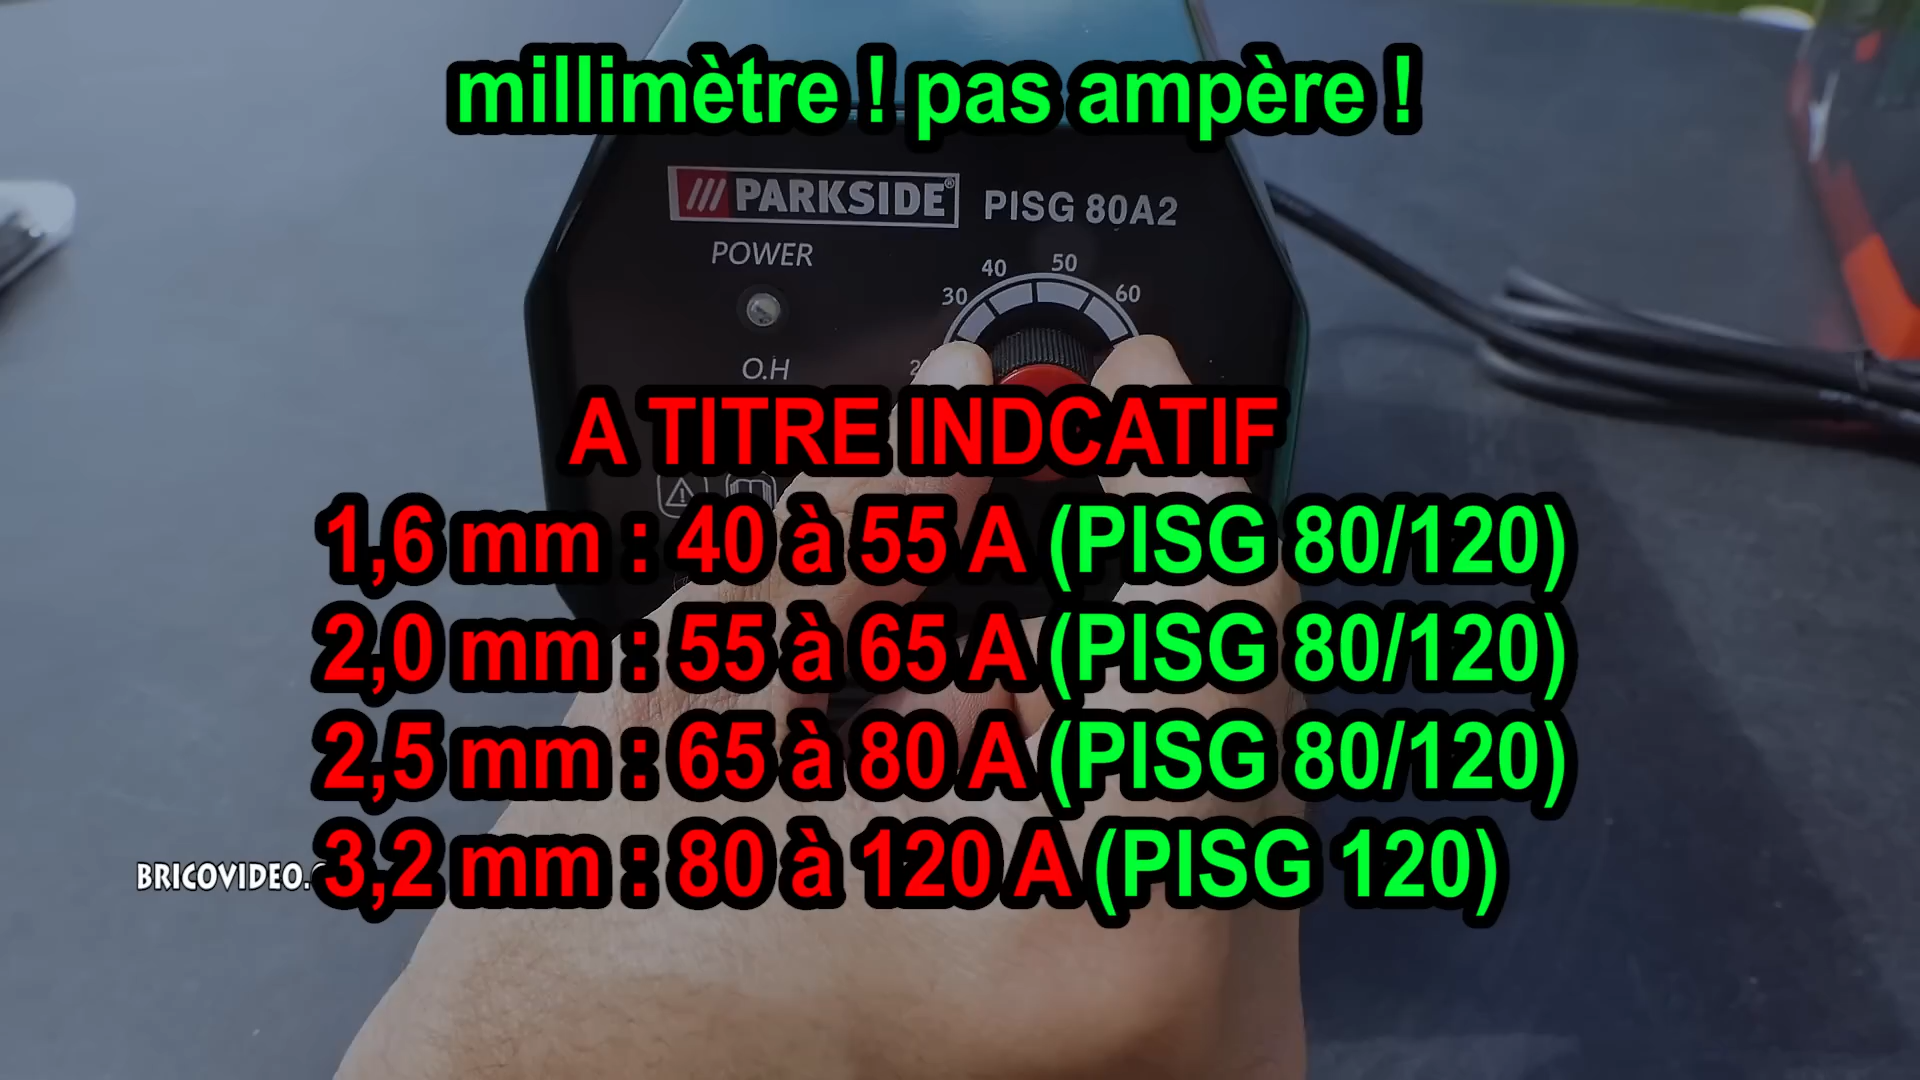 millimètre ! pas ampère !
PARKSIDE® PISG 80A2
POWER
40 50
30 60
O.H
A TITRE INDCATIF
1,6 mm : 40 à 55 A (PISG 80/120)
2,0 mm : 55 à 65 A (PISG 80/120)
2,5 mm : 65 à 80 A (PISG 80/120)
3,2 mm : 80 à 120 A (PISG 120)
BRICOVIDEO.